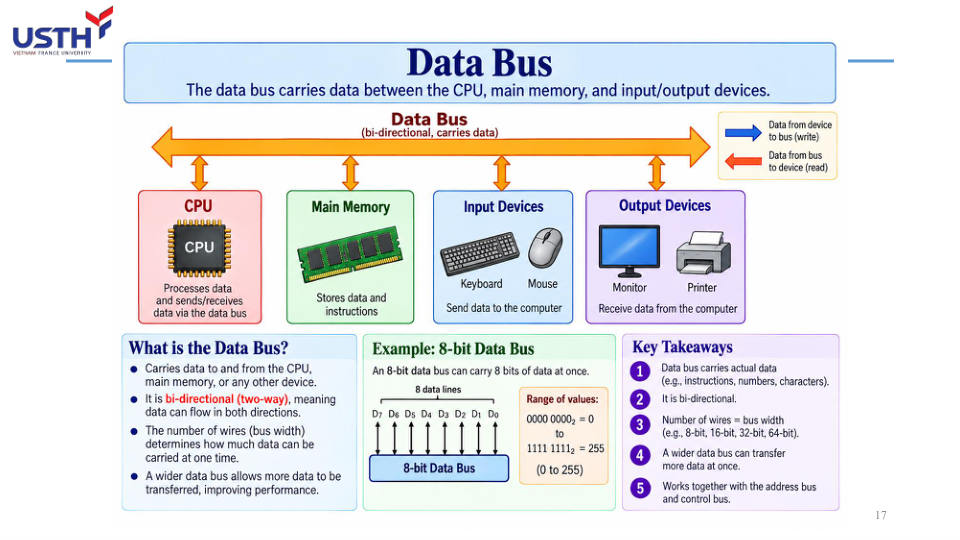 USTH
VIETNAM FRANCE UNIVERSITY
Data Bus
The data bus carries data between the CPU, main memory, and input/output devices.
Data Bus
(bi-directional, carries data)
Data from device
to bus (write)
Data from bus
to device (read)
CPU
CPU
Processes data
and sends/receives
data via the data bus
Main Memory
Stores data and
instructions
Input Devices
Keyboard
Mouse
Send data to the computer
Output Devices
Monitor
Printer
Receive data from the computer
What is the Data Bus?
• Carries data to and from the CPU,
main memory, or any other device.
• It is bi-directional (two-way), meaning
data can flow in both directions.
• The number of wires (bus width)
determines how much data can be
carried at one time.
• A wider data bus allows more data to be
transferred, improving performance.
Example: 8-bit Data Bus
An 8-bit data bus can carry 8 bits of data at once.
8 data lines
D₇ D₆ D₅ D₄ D₃ D₂ D₁ D₀
8-bit Data Bus
Range of values:
0000 0000₂ = 0
to
1111 1111₂ = 255
(0 to 255)
Key Takeaways
1 Data bus carries actual data
(e.g., instructions, numbers, characters).
2 It is bi-directional.
3 Number of wires = bus width
(e.g., 8-bit, 16-bit, 32-bit, 64-bit).
4 A wider data bus can transfer
more data at once.
5 Works together with the address bus
and control bus.
17